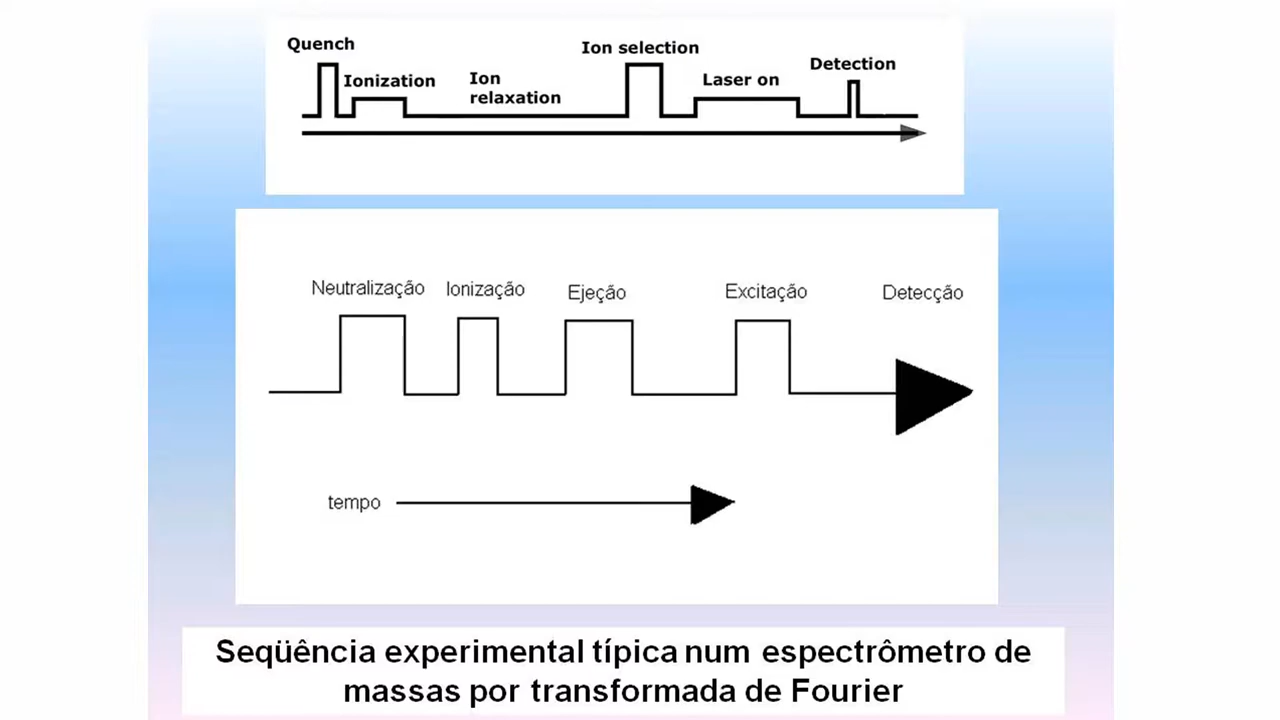 Quench
Ionization
Ion
relaxation
Ion selection
Laser on
Detection
Neutralização
Ionização
Ejeção
Excitação
Detecção
tempo
Seqüência experimental típica num espectrômetro de
massas por transformada de Fourier